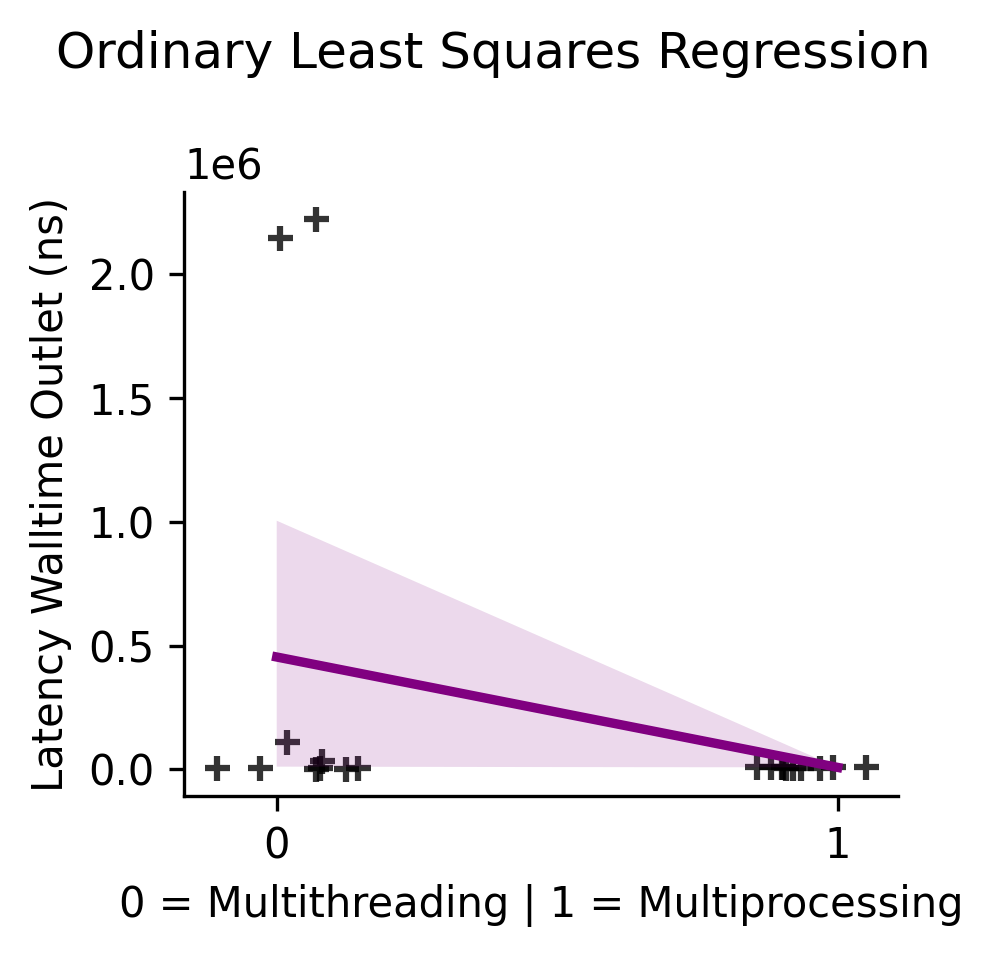 Ordinary Least Squares Regression
1e6
Latency Walltime Outlet (ns)
2.0
1.5
1.0
0.5
0.0
0 1
0 = Multithreading | 1 = Multiprocessing